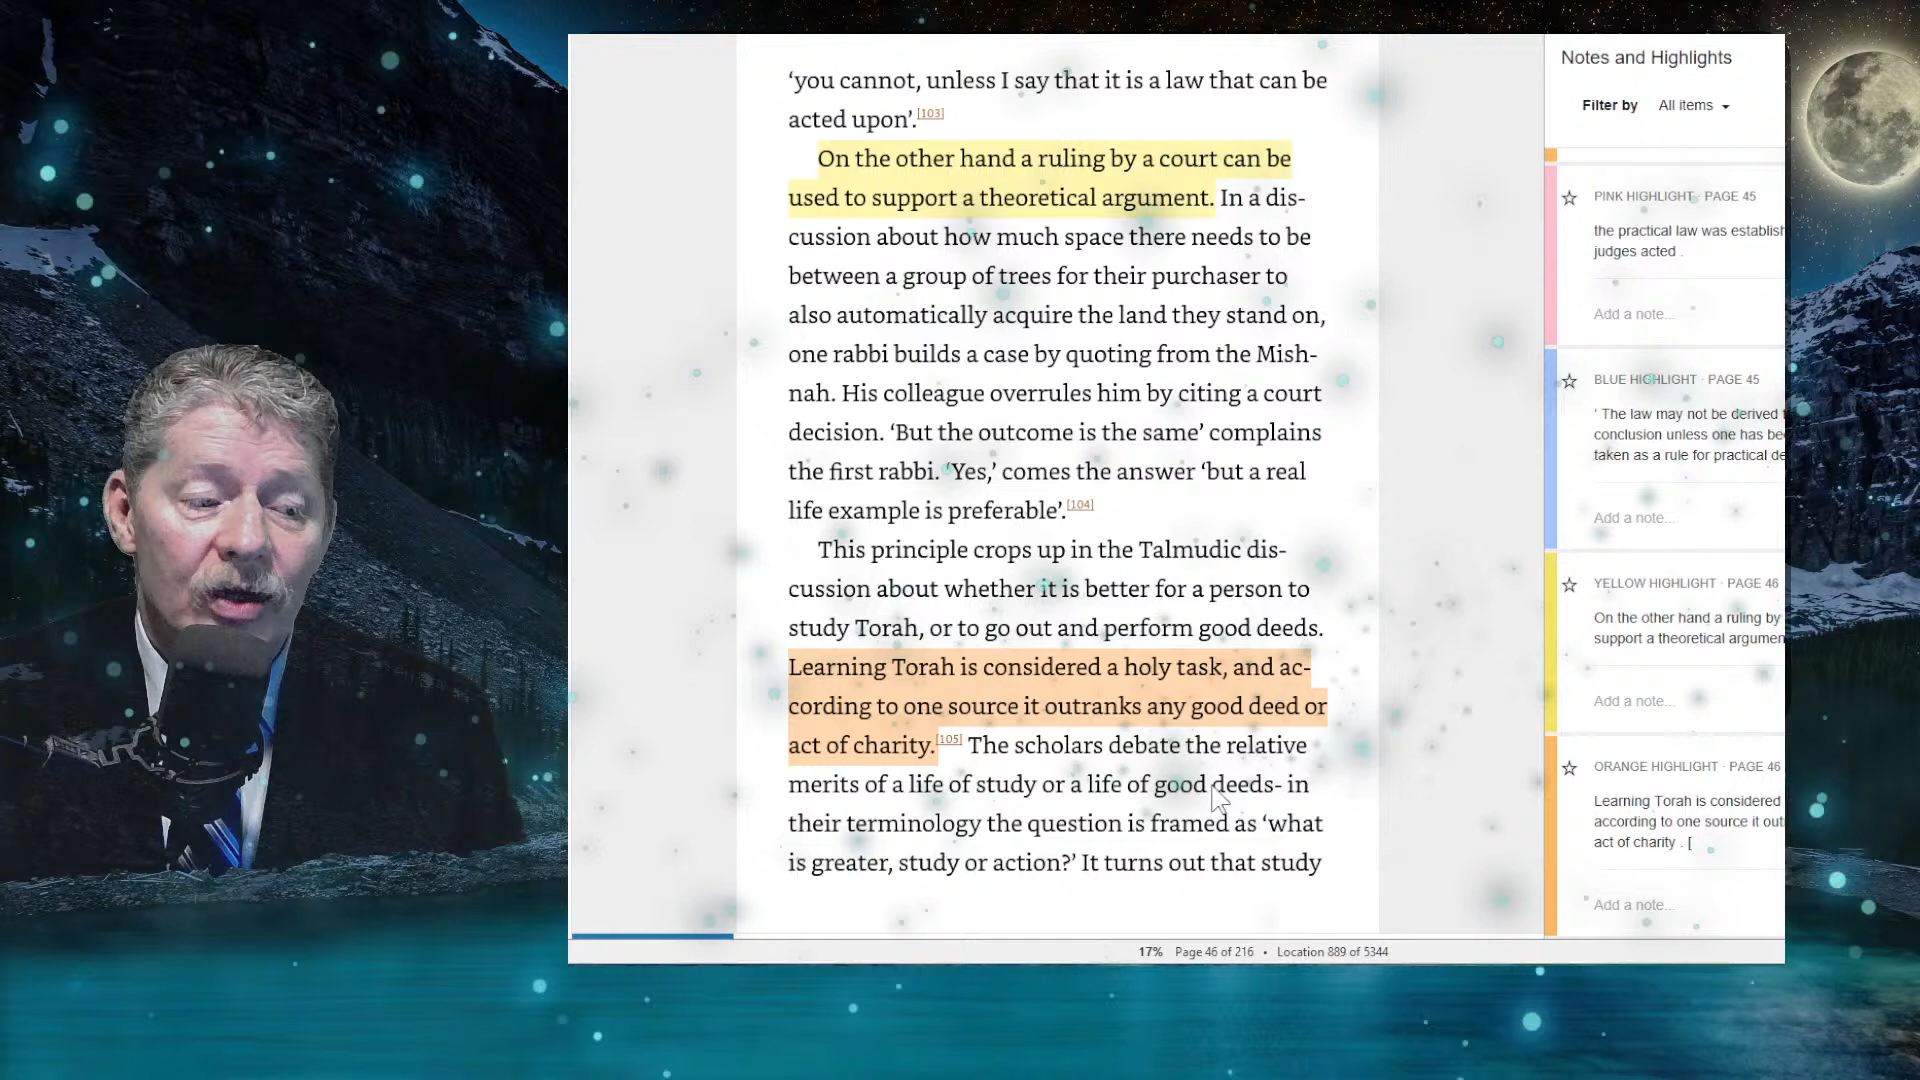 ‘you cannot, unless I say that it is a law that can be
acted upon’.[103]
On the other hand a ruling by a court can be
used to support a theoretical argument. In a dis-
cussion about how much space there needs to be
between a group of trees for their purchaser to
also automatically acquire the land they stand on,
one rabbi builds a case by quoting from the Mish-
nah. His colleague overrules him by citing a court
decision. ‘But the outcome is the same’ complains
the first rabbi. ‘Yes,’ comes the answer ‘but a real
life example is preferable’.[104]
This principle crops up in the Talmudic dis-
cussion about whether it is better for a person to
study Torah, or to go out and perform good deeds.
Learning Torah is considered a holy task, and ac-
cording to one source it outranks any good deed or
act of charity.[105] The scholars debate the relative
merits of a life of study or a life of good deeds- in
their terminology the question is framed as ‘what
is greater, study or action?’ It turns out that study
17% Page 46 of 216 • Location 889 of 5344
Notes and Highlights
Filter by All items
PINK HIGHLIGHT · PAGE 45
the practical law was establish
judges acted .
Add a note...
BLUE HIGHLIGHT · PAGE 45
' The law may not be derived
conclusion unless one has be
taken as a rule for practical de
Add a note...
YELLOW HIGHLIGHT · PAGE 46
On the other hand a ruling by
support a theoretical argumen
Add a note...
ORANGE HIGHLIGHT · PAGE 46
Learning Torah is considered
according to one source it out
act of charity . [
Add a note...